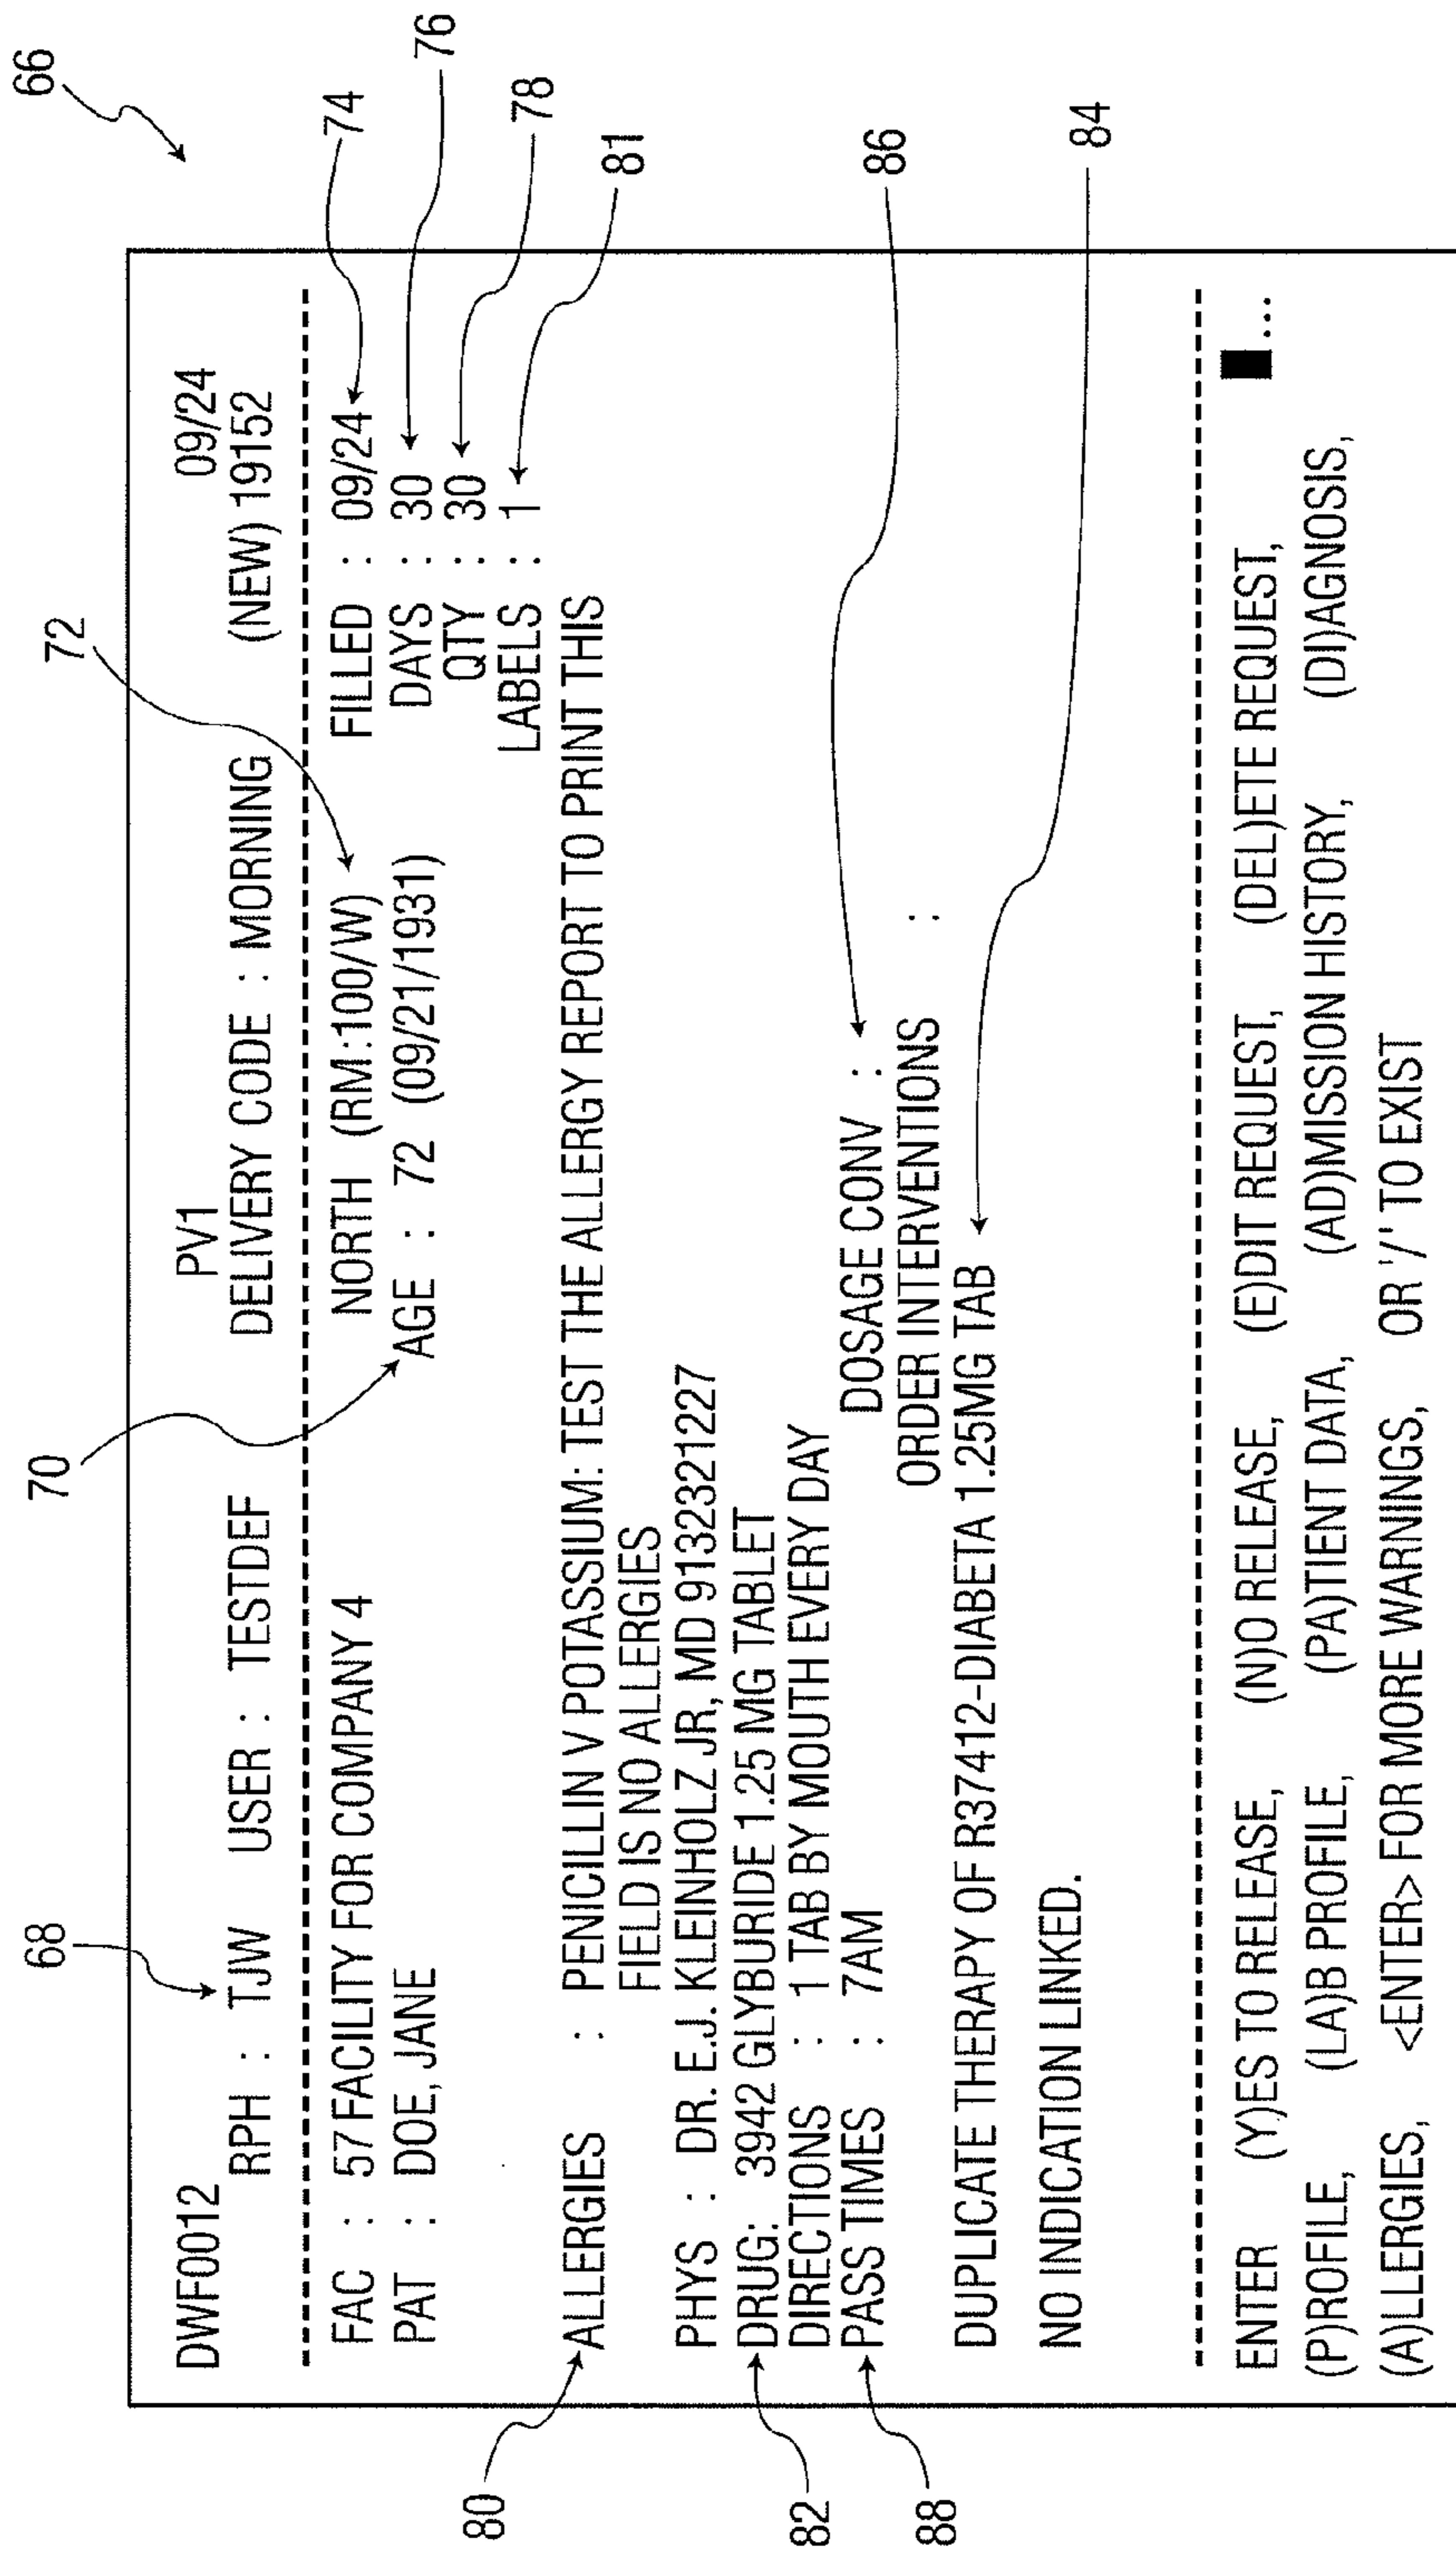 66
68
70
72
74
76
78
81
DWF0012 PV1 09/24
RPH : TJW USER : TESTDEF DELIVERY CODE : MORNING (NEW) 19152
FAC : 57 FACILITY FOR COMPANY 4 NORTH (RM:100/W) FILLED : 09/24
PAT : DOE, JANE AGE : 72 (09/21/1931) DAYS : 30
QTY : 30
LABELS : 1
80
ALLERGIES : PENICILLIN V POTASSIUM: TEST THE ALLERGY REPORT TO PRINT THIS
FIELD IS NO ALLERGIES
PHYS : DR. E.J. KLEINHOLZ JR, MD 9132321227
DRUG: 3942 GLYBURIDE 1.25 MG TABLET
DIRECTIONS : 1 TAB BY MOUTH EVERY DAY
PASS TIMES : 7AM DOSAGE CONV :
ORDER INTERVENTIONS :
82
88
86
84
DUPLICATE THERAPY OF R37412-DIABETA 1.25MG TAB
NO INDICATION LINKED.
ENTER (Y)ES TO RELEASE, (N)O RELEASE, (E)DIT REQUEST, (DEL)ETE REQUEST, ...
(P)ROFILE, (LA)B PROFILE, (PA)TIENT DATA, (AD)MISSION HISTORY, (DI)AGNOSIS,
(A)LLERGIES, <ENTER> FOR MORE WARNINGS, OR '/' TO EXIST